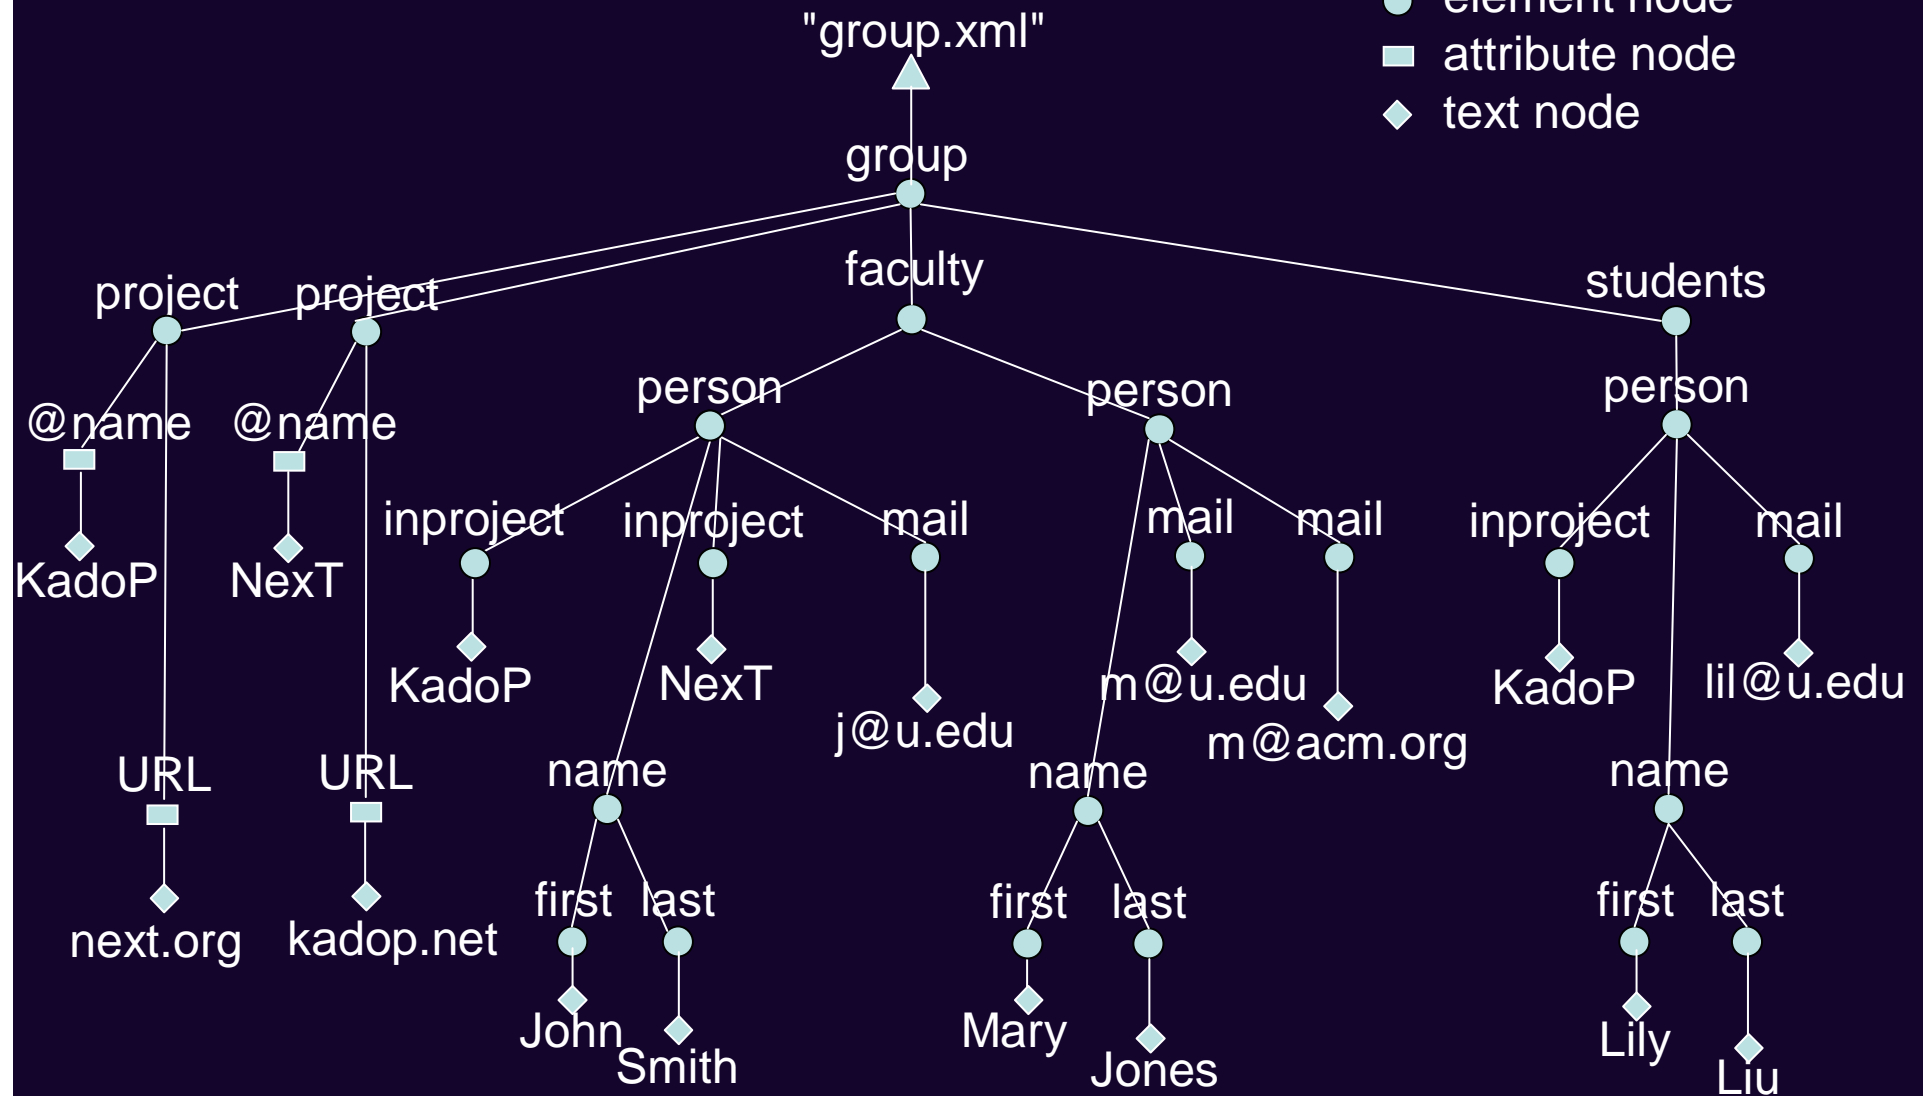 "group.xml"
element node
attribute node
text node
group
faculty
students
project
project
person
person
person
@name
@name
inproject
inproject
mail
mail
mail
inproject
mail
KadoP
NexT
KadoP
NexT
j@u.edu
m@u.edu
m@acm.org
KadoP
lil@u.edu
URL
URL
name
name
name
next.org
kadop.net
first
last
first
last
first
last
John
Smith
Mary
Jones
Lily
Liu